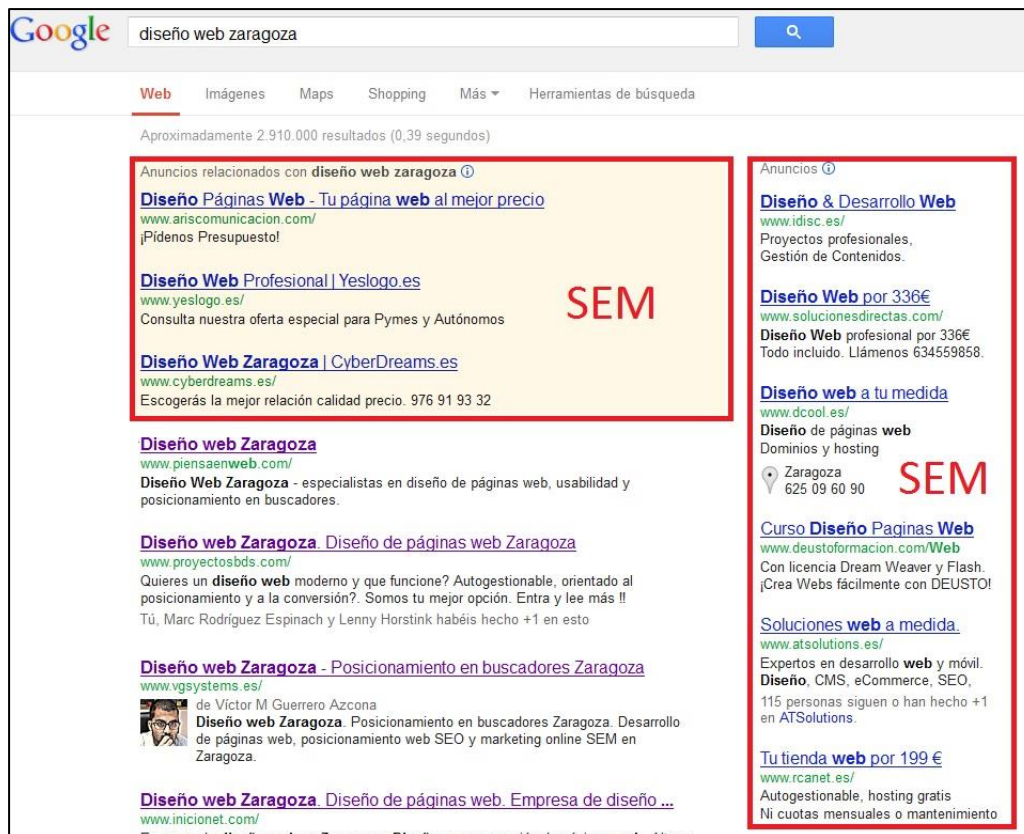 Google
diseño web zaragoza
Web Imágenes Maps Shopping Más Herramientas de búsqueda
Aproximadamente 2.910.000 resultados (0,39 segundos)
Anuncios relacionados con diseño web zaragoza
Diseño Páginas Web - Tu página web al mejor precio
www.ariscomunicacion.com/
¡Pídenos Presupuesto!
Diseño Web Profesional | Yeslogo.es
www.yeslogo.es/
Consulta nuestra oferta especial para Pymes y Autónomos
SEM
Diseño Web Zaragoza | CyberDreams.es
www.cyberdreams.es/
Escogerás la mejor relación calidad precio. 976 91 93 32
Diseño web Zaragoza
www.piensaenweb.com/
Diseño Web Zaragoza - especialistas en diseño de páginas web, usabilidad y
posicionamiento en buscadores.
Diseño web Zaragoza. Diseño de páginas web Zaragoza
www.proyectosbds.com/
Quieres un diseño web moderno y que funcione? Autogestionable, orientado al
posicionamiento y a la conversión?. Somos tu mejor opción. Entra y lee más !!
Tú, Marc Rodríguez Espinach y Lenny Horstink habéis hecho +1 en esto
Diseño web Zaragoza - Posicionamiento en buscadores Zaragoza
www.vgsystems.es/
de Víctor M Guerrero Azcona
Diseño web Zaragoza. Posicionamiento en buscadores Zaragoza. Desarrollo
de páginas web, posicionamiento web SEO y marketing online SEM en
Zaragoza.
Diseño web Zaragoza. Diseño de páginas web. Empresa de diseño ...
www.inicionet.com/
Anuncios
Diseño & Desarrollo Web
www.idisc.es/
Proyectos profesionales,
Gestión de Contenidos.
Diseño Web por 336€
www.solucionesdirectas.com/
Diseño Web profesional por 336€
Todo incluido. Llámenos 634559858.
Diseño web a tu medida
www.dcool.es/
Diseño de páginas web
Dominios y hosting
Zaragoza
625 09 60 90
SEM
Curso Diseño Paginas Web
www.deustoformacion.com/Web
Con licencia Dream Weaver y Flash.
¡Crea Webs fácilmente con DEUSTO!
Soluciones web a medida.
www.atsolutions.es/
Expertos en desarrollo web y móvil.
Diseño, CMS, eCommerce, SEO,
115 personas siguen o han hecho +1
en ATSolutions.
Tu tienda web por 199 €
www.rcanet.es/
Autogestionable, hosting gratis
Ni cuotas mensuales o mantenimiento